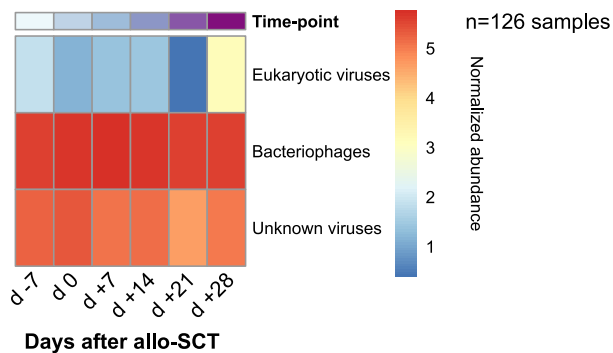 Time-point
n=126 samples
Eukaryotic viruses
Bacteriophages
Unknown viruses
5
4
3
2
1
Normalized abundance
d -7
d 0
d +7
d +14
d +21
d +28
Days after allo-SCT